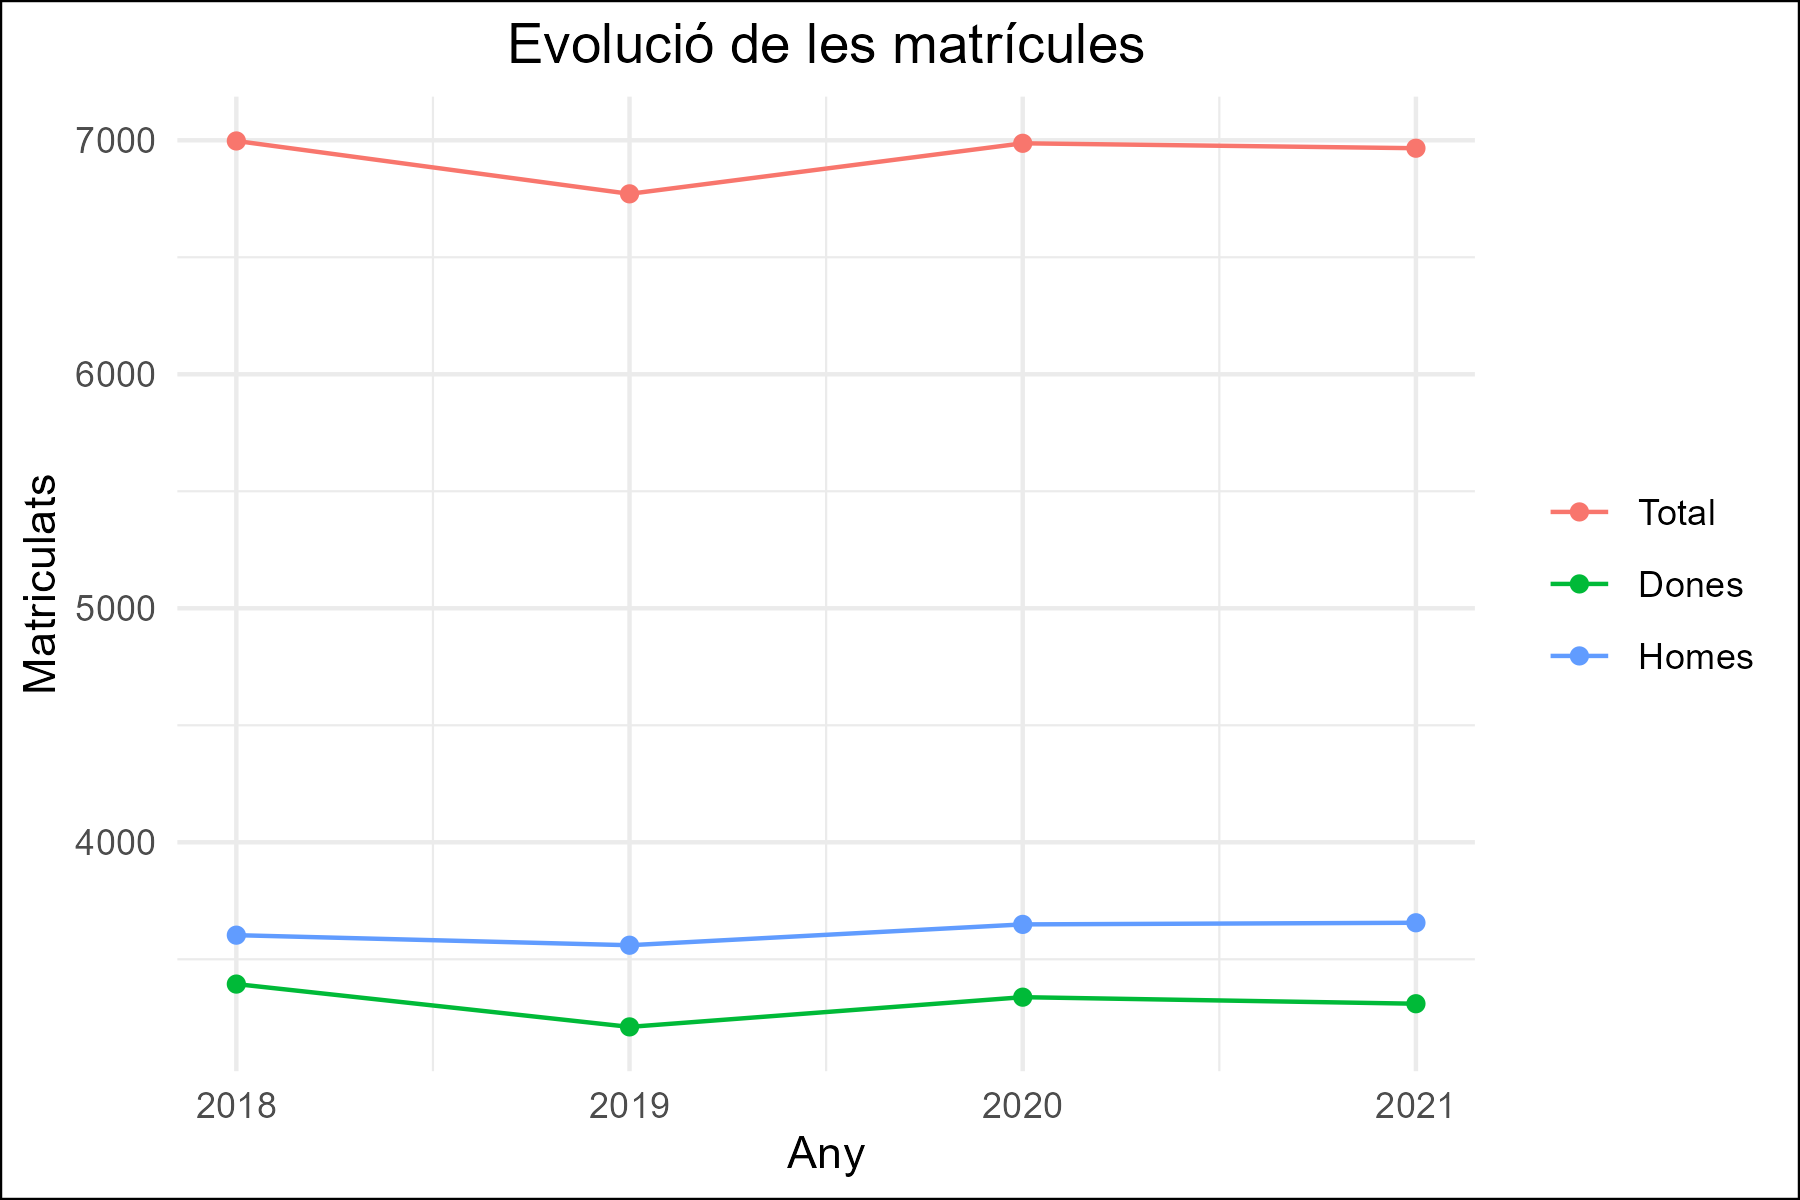 Evolució de les matrícules
Matriculats
7000
6000
5000
4000
2018
2019
2020
2021
Any
Total
Dones
Homes